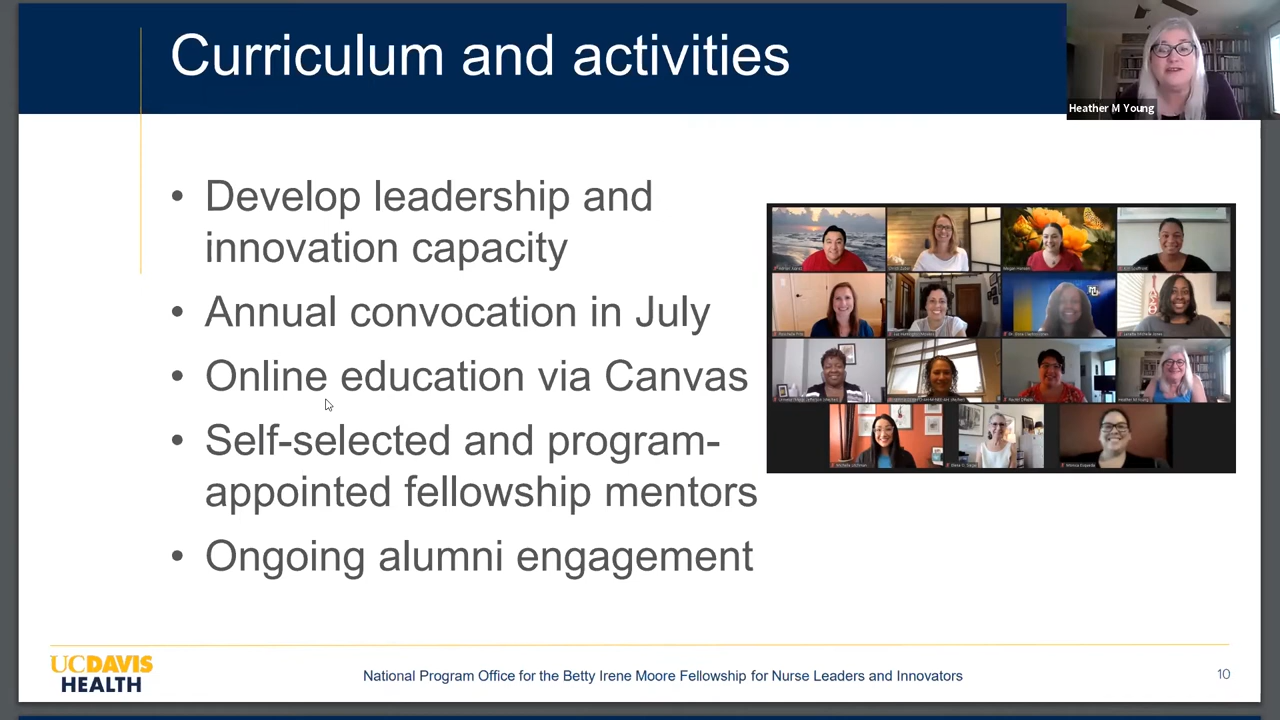 Curriculum and activities
Heather M Young
• Develop leadership and
innovation capacity
• Annual convocation in July
• Online education via Canvas
• Self-selected and program-
appointed fellowship mentors
• Ongoing alumni engagement
UCDAVIS
HEALTH
National Program Office for the Betty Irene Moore Fellowship for Nurse Leaders and Innovators
10